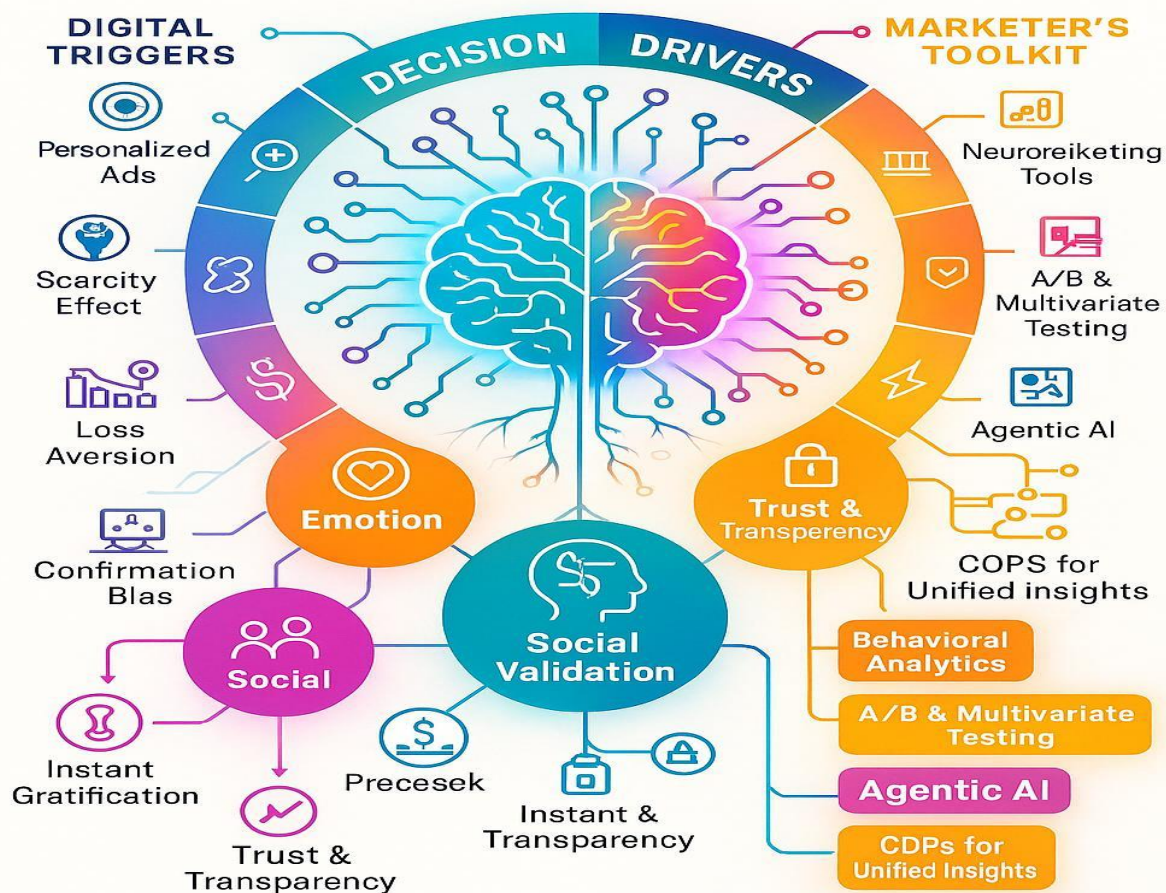 DIGITAL
TRIGGERS
DECISION DRIVERS
MARKETER'S
TOOLKIT
Personalized
Ads
Scarcity
Effect
Loss
Aversion
Confirmation
Blas
Neuroreiketing
Tools
A/B &
Multivariate
Testing
Agentic AI
COPS for
Unified insights
Emotion
Trust &
Transperency
Social
Social
Validation
Instant
Gratification
Trust &
Transparency
Precesek
Instant &
Transparency
Behavioral
Analytics
A/B & Multivariate
Testing
Agentic AI
CDPs for
Unified Insights